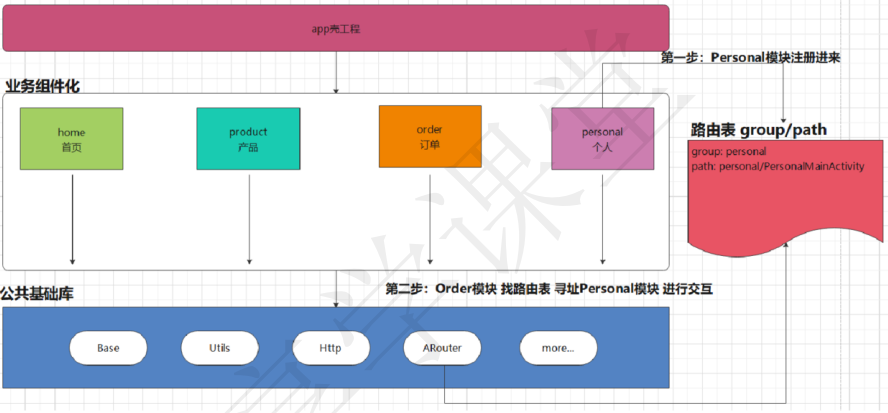 app壳工程
第一步：Personal模块注册进来
业务组件化
home
首页
product
产品
order
订单
personal
个人
路由表 group/path
group: personal
path: personal/PersonalMainActivity
第二步：Order模块 找路由表 寻址Personal模块 进行交互
公共基础库
Base
Utils
Http
ARouter
more...
学课堂